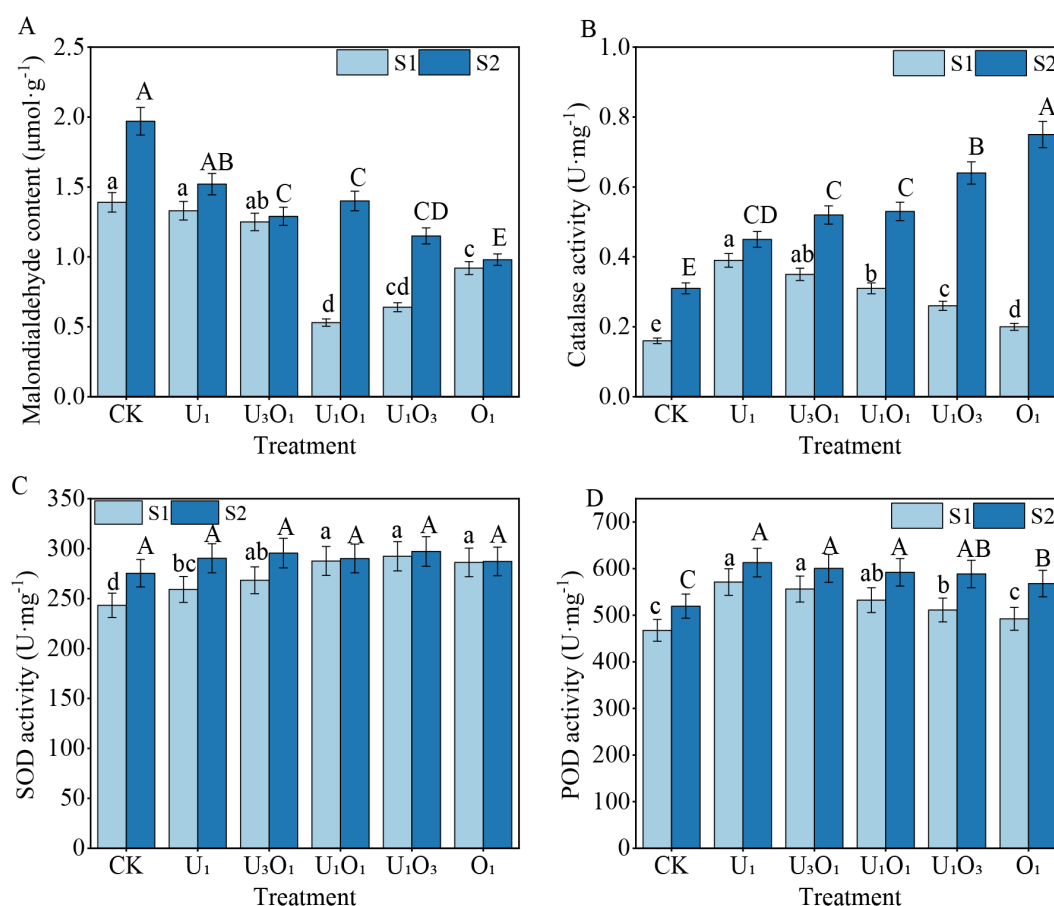 A
Malondialdehyde content (μmol·g⁻¹)
2.5
2.0
1.5
1.0
0.5
0.0
S1 S2
a A a AB ab C d C cd CD c E
CK U₁ U₃O₁ U₁O₁ U₁O₃ O₁
Treatment
B
Catalase activity (U·mg⁻¹)
1.0
0.8
0.6
0.4
0.2
0.0
S1 S2
e E a CD ab C b C c B d A
CK U₁ U₃O₁ U₁O₁ U₁O₃ O₁
Treatment
C
SOD activity (U·mg⁻¹)
350
300
250
200
150
100
50
0
S1 S2
d A bc A ab A a A a A a A
CK U₁ U₃O₁ U₁O₁ U₁O₃ O₁
Treatment
D
POD activity (U·mg⁻¹)
700
600
500
400
300
200
100
0
S1 S2
c C a A a A ab A b AB c B
CK U₁ U₃O₁ U₁O₁ U₁O₃ O₁
Treatment